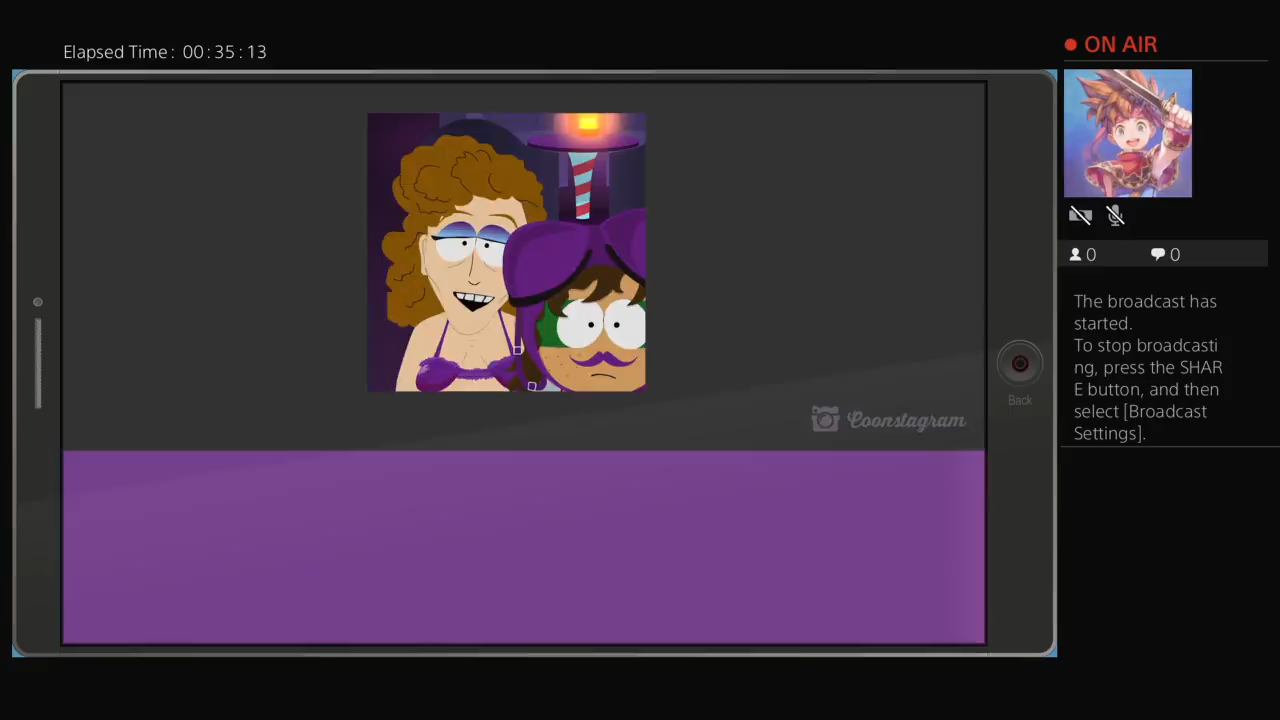 Elapsed Time: 00:35:13
ON AIR
0
0
The broadcast has
started.
To stop broadcasti
ng, press the SHAR
E button, and then
select [Broadcast
Settings].
Back
Coonstagram